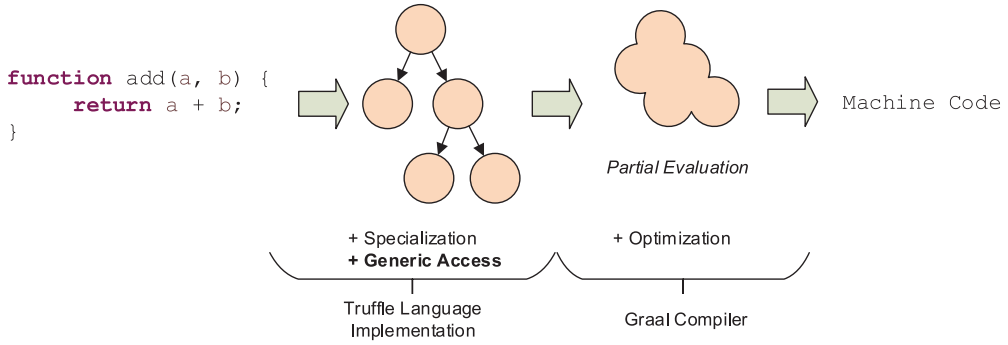 function add(a, b) {
return a + b;
}
Machine Code
Partial Evaluation
+ Specialization
+ Generic Access
+ Optimization
Truffle Language
Implementation
Graal Compiler